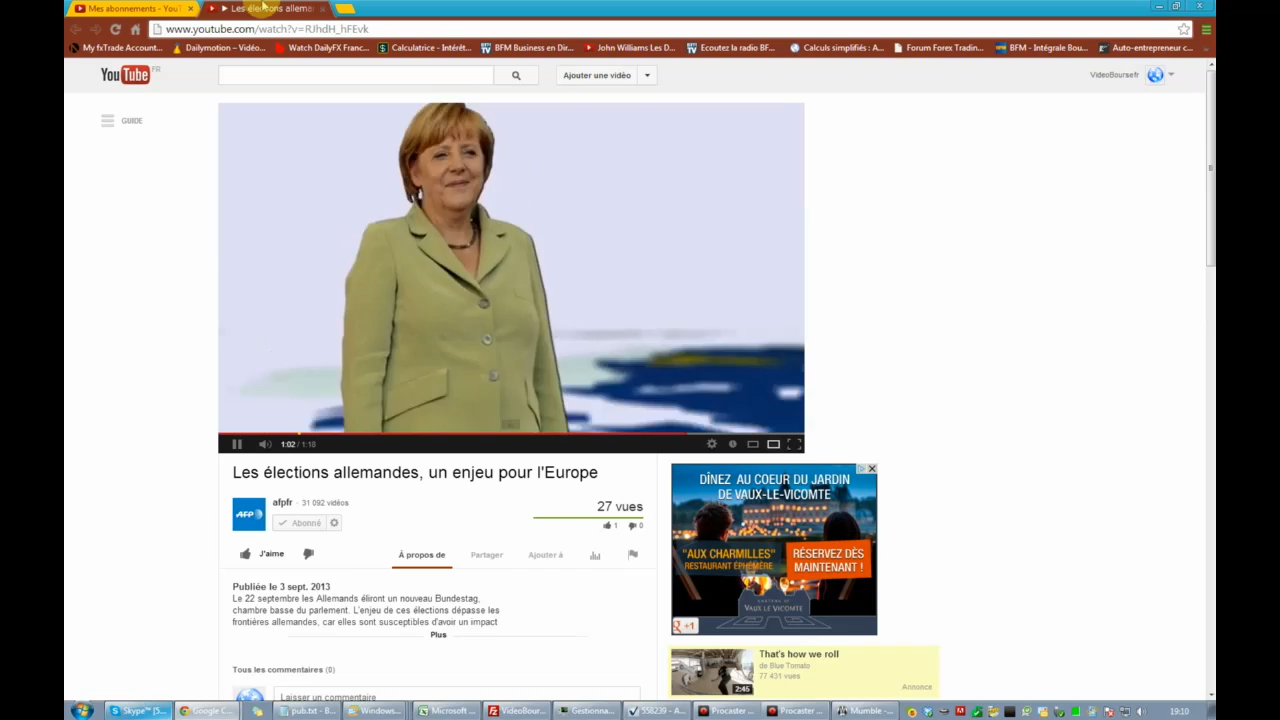 Mes abonnements - YouT
Les élections allema
www.youtube.com/watch?v=RJhdH_hFEvk
My fxTrade Account...
Dailymotion – Vidéo...
Watch DailyFX Franc...
Calculatrice - Intérêt...
BFM Business en Dir...
John Williams Les D...
Ecoutez la radio BF...
Calculs simplifiés : A...
Forum Forex Tradin...
BFM - Intégrale Bou...
Auto-entrepreneur c...
YouTube FR
Ajouter une vidéo
VideoBoursefr
GUIDE
1:02 / 1:18
Les élections allemandes, un enjeu pour l'Europe
afpfr · 31 092 vidéos
AFP
Abonné
27 vues
1 0
J'aime
À propos de
Partager
Ajouter à
Publiée le 3 sept. 2013
Le 22 septembre les Allemands éliront un nouveau Bundestag,
chambre basse du parlement. L'enjeu de ces élections dépasse les
frontières allemandes, car elles sont susceptibles d'avoir un impact
Plus
Tous les commentaires (0)
Laisser un commentaire
DÎNEZ AU COEUR DU JARDIN
DE VAUX-LE-VICOMTE
"AUX CHARMILLES"
RESTAURANT ÉPHÉMÈRE
RÉSERVEZ DÈS
MAINTENANT !
VAUX LE VICOMTE
+1
That's how we roll
de Blue Tomato
77 431 vues
2:45
Annonce
Skype™ [5...
Google C...
pub.txt - B...
Windows...
Microsoft ...
VideoBour...
Gestionna...
558239 - A...
Procaster ...
Procaster ...
Mumble -...
19:10